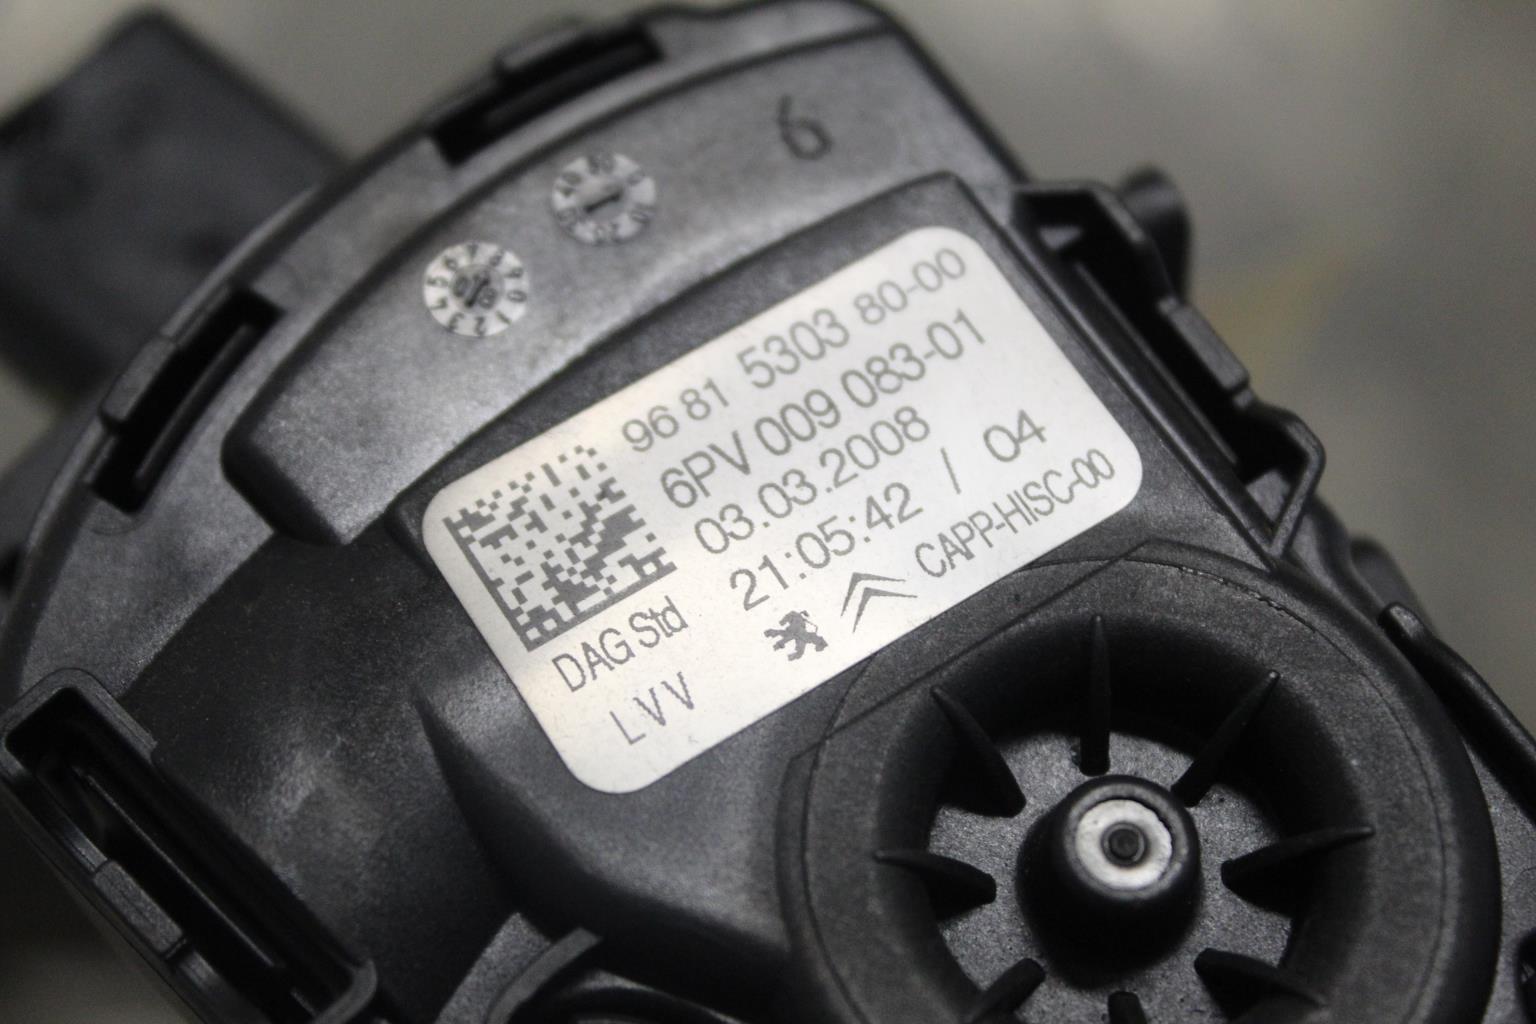 6
96 81 5303 80-00
6PV 009 083-01
03.03.2008
21:05:42 / 04
CAPP-HISC-00
DAG Std
LVV